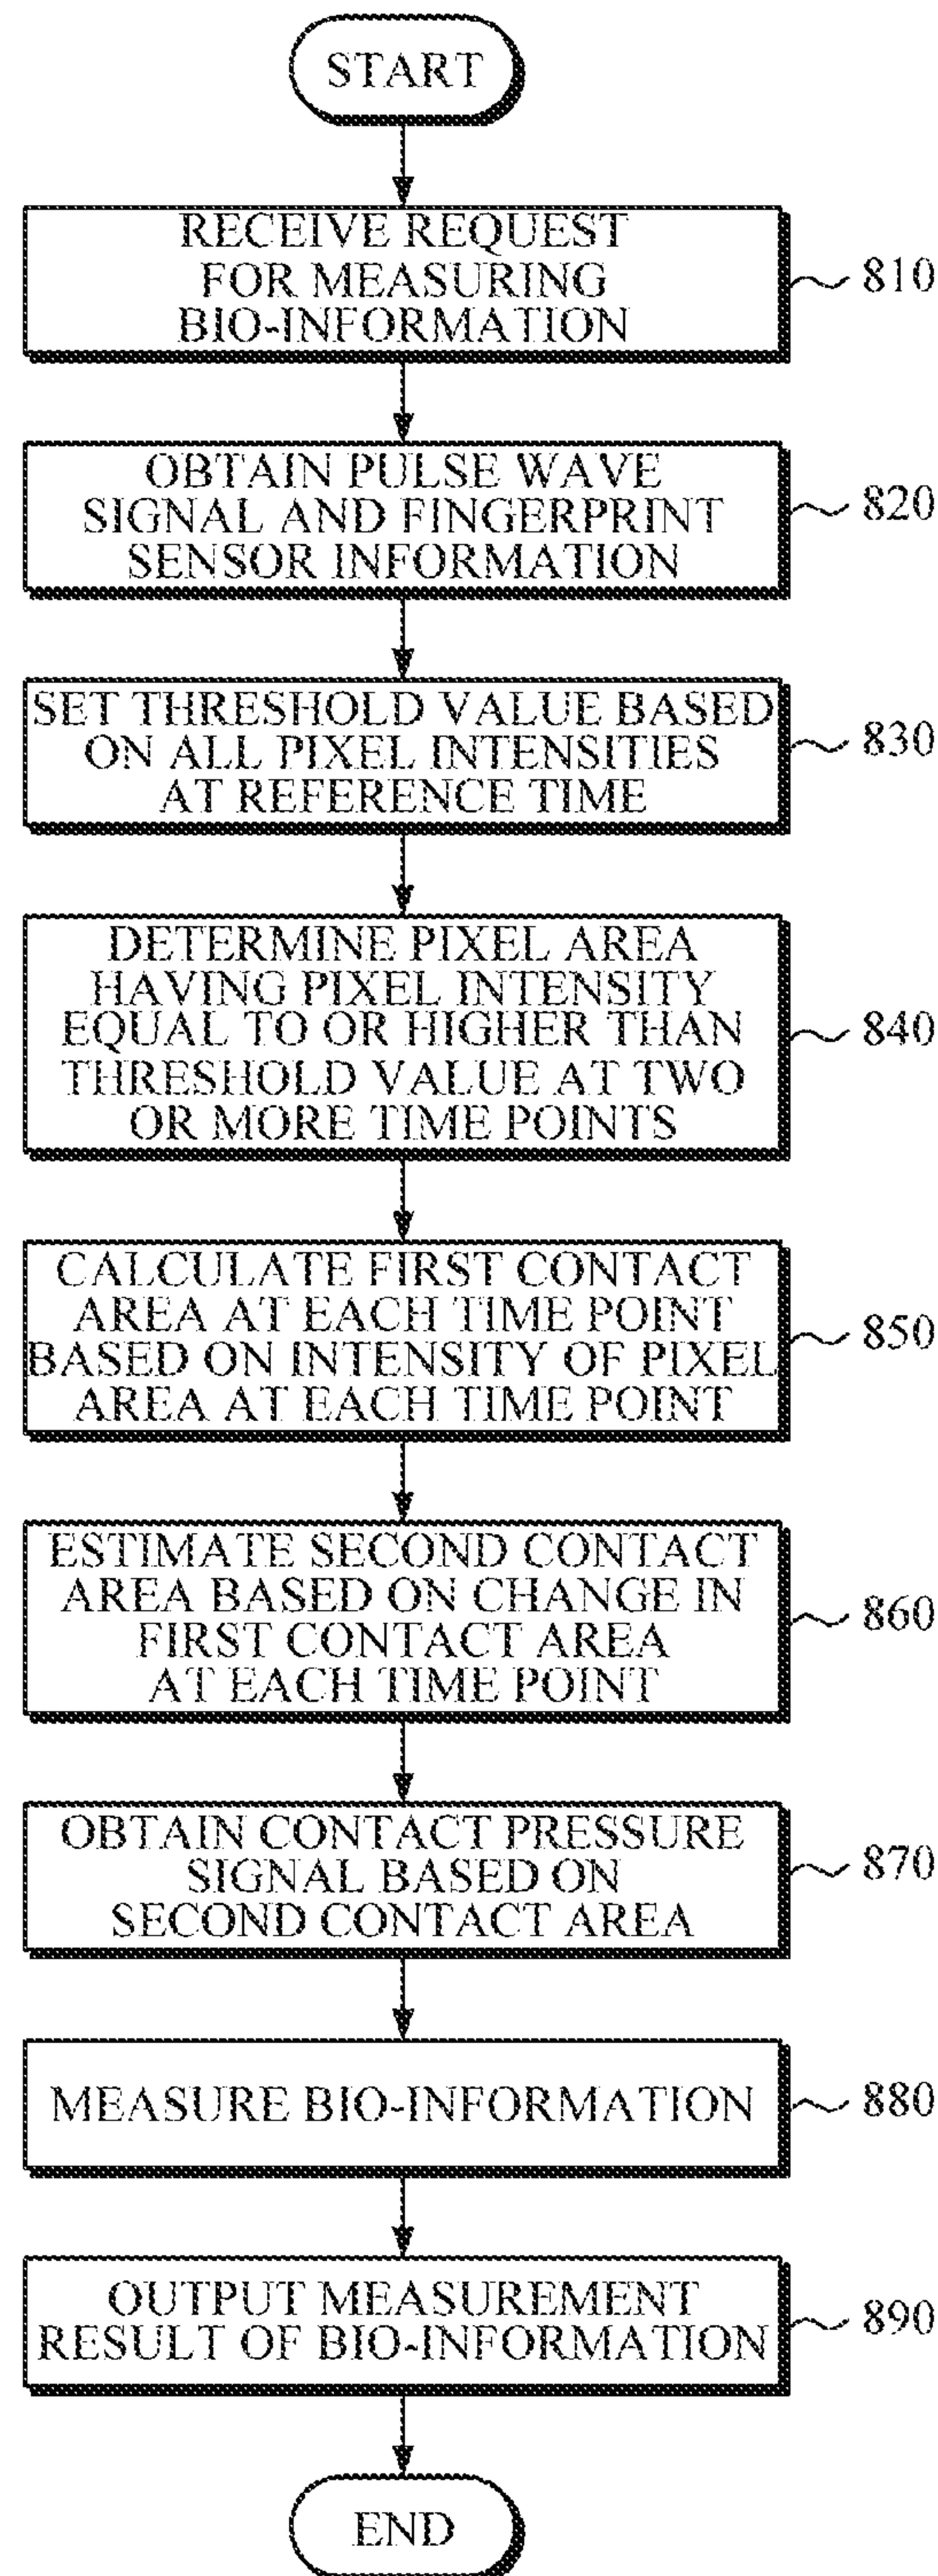 START
RECEIVE REQUEST
FOR MEASURING
BIO-INFORMATION
810
OBTAIN PULSE WAVE
SIGNAL AND FINGERPRINT
SENSOR INFORMATION
820
SET THRESHOLD VALUE BASED
ON ALL PIXEL INTENSITIES
AT REFERENCE TIME
830
DETERMINE PIXEL AREA
HAVING PIXEL INTENSITY
EQUAL TO OR HIGHER THAN
THRESHOLD VALUE AT TWO
OR MORE TIME POINTS
840
CALCULATE FIRST CONTACT
AREA AT EACH TIME POINT
BASED ON INTENSITY OF PIXEL
AREA AT EACH TIME POINT
850
ESTIMATE SECOND CONTACT
AREA BASED ON CHANGE IN
FIRST CONTACT AREA
AT EACH TIME POINT
860
OBTAIN CONTACT PRESSURE
SIGNAL BASED ON
SECOND CONTACT AREA
870
MEASURE BIO-INFORMATION
880
OUTPUT MEASUREMENT
RESULT OF BIO-INFORMATION
890
END